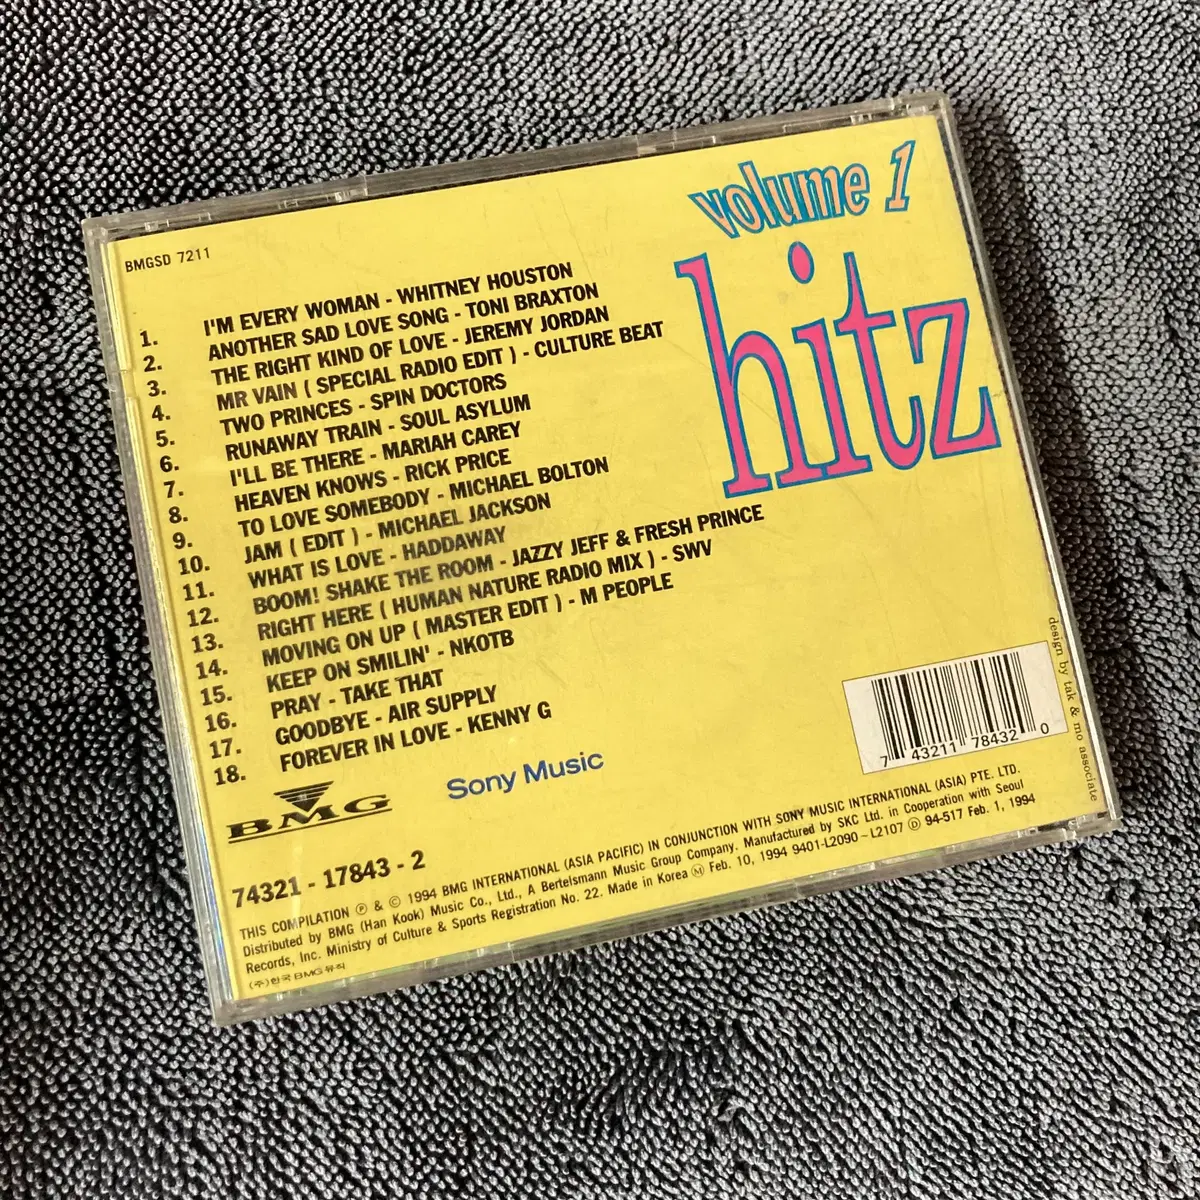 volume 1
hitz
BMGSD 7211
1. I'M EVERY WOMAN - WHITNEY HOUSTON
2. ANOTHER SAD LOVE SONG - TONI BRAXTON
3. THE RIGHT KIND OF LOVE - JEREMY JORDAN
4. MR VAIN ( SPECIAL RADIO EDIT ) - CULTURE BEAT
5. TWO PRINCES - SPIN DOCTORS
6. RUNAWAY TRAIN - SOUL ASYLUM
7. I'LL BE THERE - MARIAH CAREY
8. HEAVEN KNOWS - RICK PRICE
9. TO LOVE SOMEBODY - MICHAEL BOLTON
10. JAM ( EDIT ) - MICHAEL JACKSON
11. WHAT IS LOVE - HADDAWAY
12. BOOM! SHAKE THE ROOM - JAZZY JEFF & FRESH PRINCE
13. RIGHT HERE ( HUMAN NATURE RADIO MIX ) - SWV
14. MOVING ON UP ( MASTER EDIT ) - M PEOPLE
15. KEEP ON SMILIN' - NKOTB
16. PRAY - TAKE THAT
17. GOODBYE - AIR SUPPLY
18. FOREVER IN LOVE - KENNY G
BMG
Sony Music
7 43211 78432 0
design by tak & mo associate
74321 - 17843 - 2
THIS COMPILATION ℗ & © 1994 BMG INTERNATIONAL (ASIA PACIFIC) IN CONJUNCTION WITH SONY MUSIC INTERNATIONAL (ASIA) PTE. LTD.
Distributed by BMG (Han Kook) Music Co., Ltd., A Bertelsmann Music Group Company. Manufactured by SKC Ltd. in Cooperation with Seoul
Records, Inc. Ministry of Culture & Sports Registration No. 22. Made in Korea Ⓜ Feb. 10, 1994 9401-L2090~L2107 Ⓓ 94-517 Feb. 1, 1994
(주)한국 BMG 뮤직